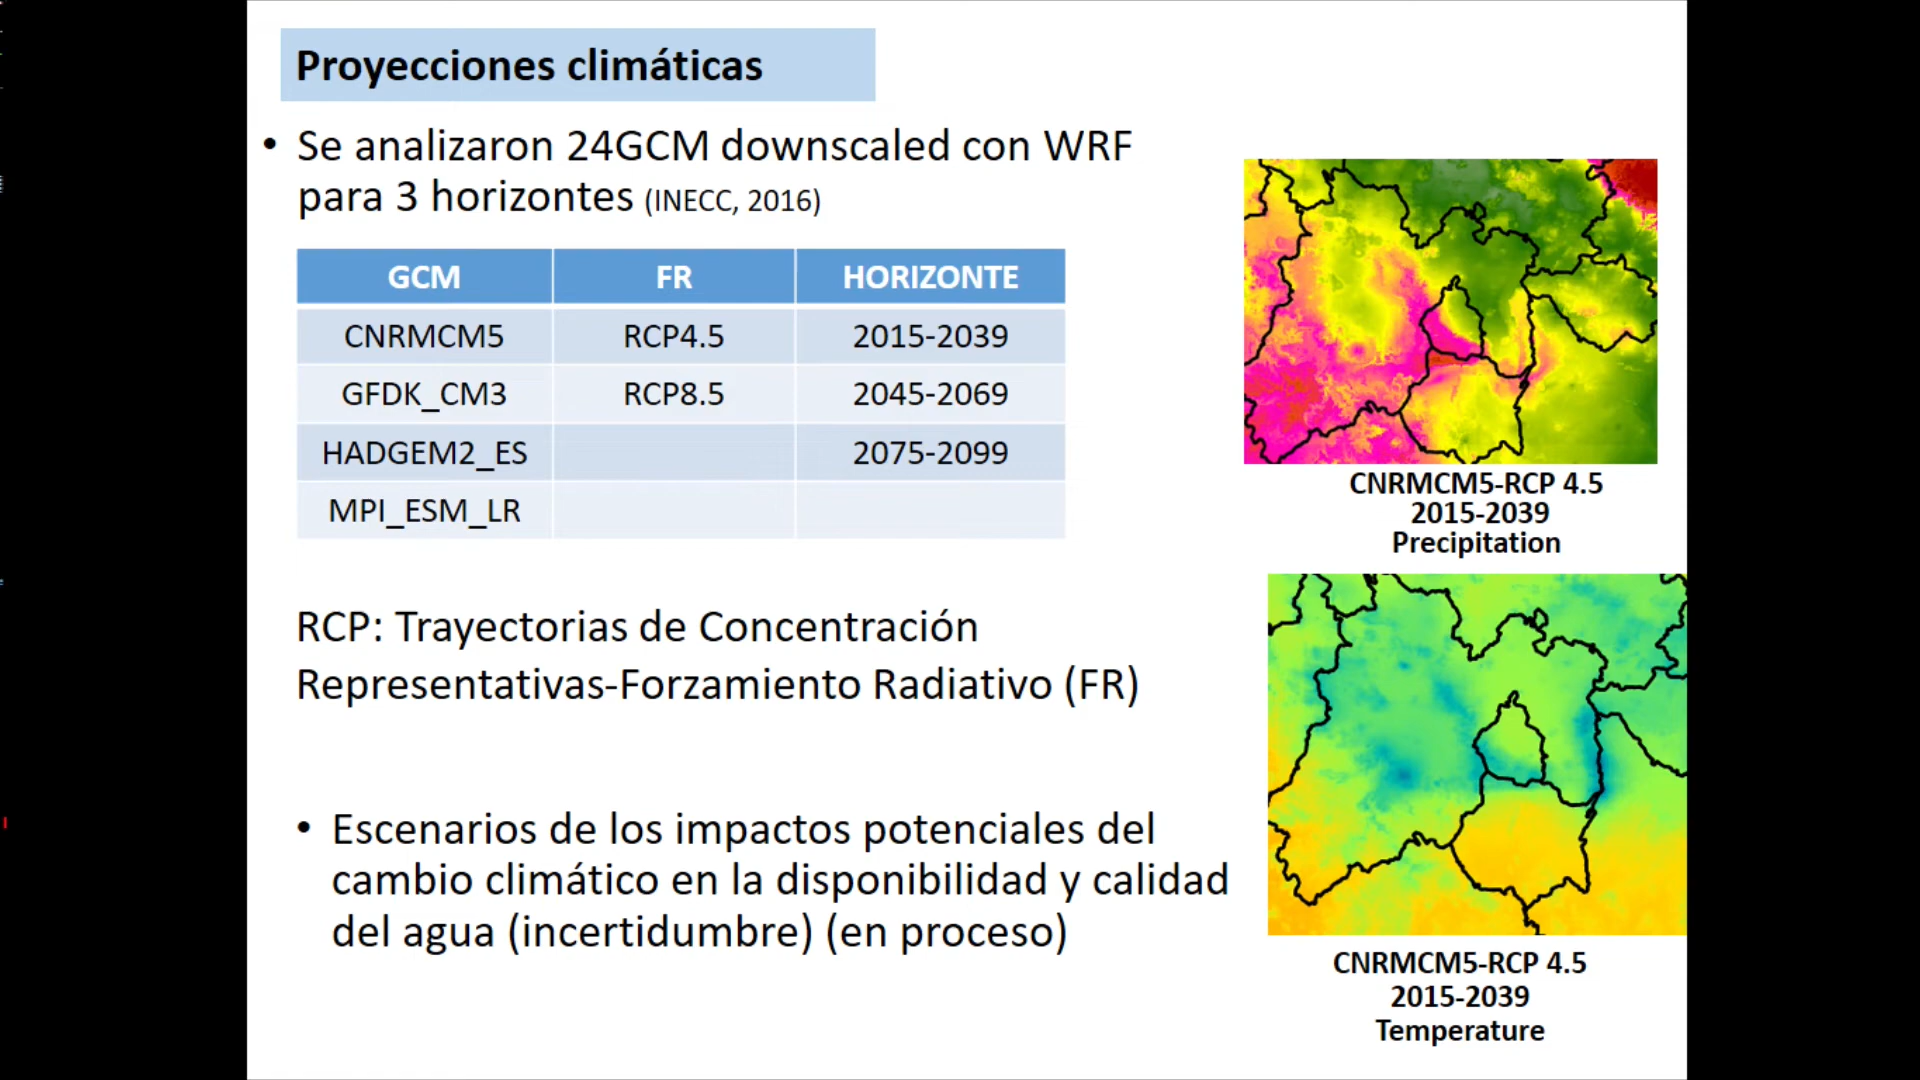 Proyecciones climáticas
• Se analizaron 24GCM downscaled con WRF
para 3 horizontes (INECC, 2016)
GCM FR HORIZONTE
CNRMCM5 RCP4.5 2015-2039
GFDK_CM3 RCP8.5 2045-2069
HADGEM2_ES 2075-2099
MPI_ESM_LR
RCP: Trayectorias de Concentración
Representativas-Forzamiento Radiativo (FR)
• Escenarios de los impactos potenciales del
cambio climático en la disponibilidad y calidad
del agua (incertidumbre) (en proceso)
CNRMCM5-RCP 4.5
2015-2039
Precipitation
CNRMCM5-RCP 4.5
2015-2039
Temperature